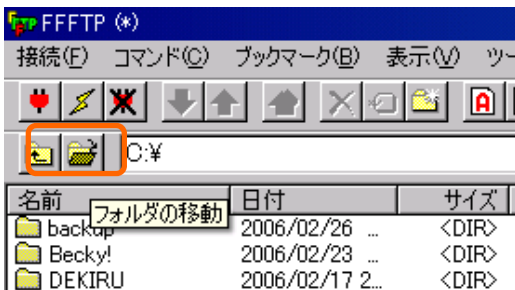 FFFTP (*)
接続(F) コマンド(C) ブックマーク(B) 表示(V) ツー
A
C:¥
名前 日付 サイズ
フォルダの移動
backup 2006/02/26 ... <DIR>
Becky! 2006/02/23 ... <DIR>
DEKIRU 2006/02/17 2... <DIR>